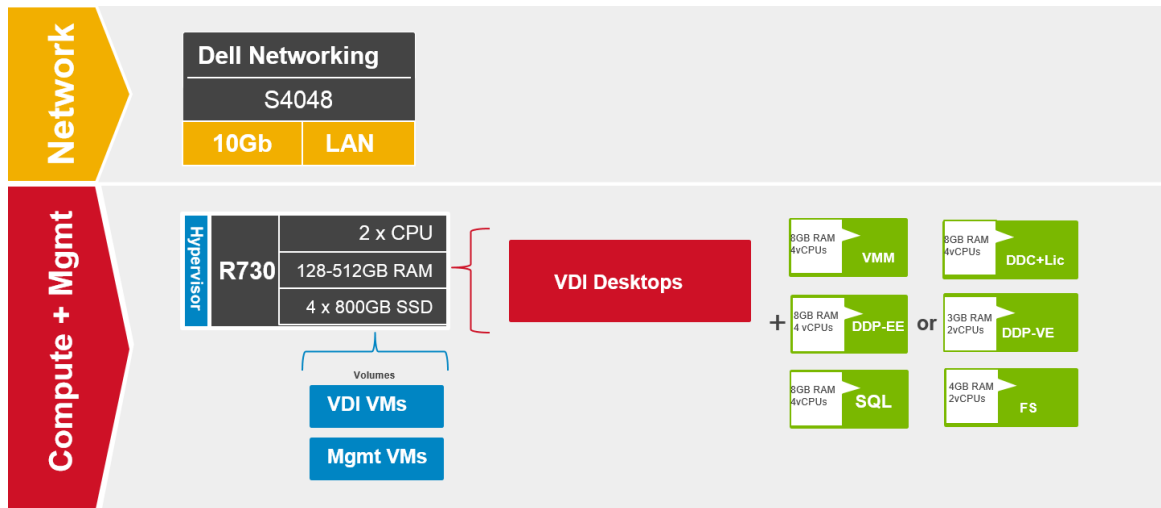 Network
Dell Networking
S4048
10Gb
LAN
Compute + Mgmt
Hypervisor
R730
2 x CPU
128-512GB RAM
4 x 800GB SSD
Volumes
VDI VMs
Mgmt VMs
VDI Desktops
+
8GB RAM
4vCPUs
VMM
8GB RAM
4vCPUs
DDC+Lic
8GB RAM
4 vCPUs
DDP-EE
or
3GB RAM
2vCPUs
DDP-VE
8GB RAM
4vCPUs
SQL
4GB RAM
2vCPUs
FS